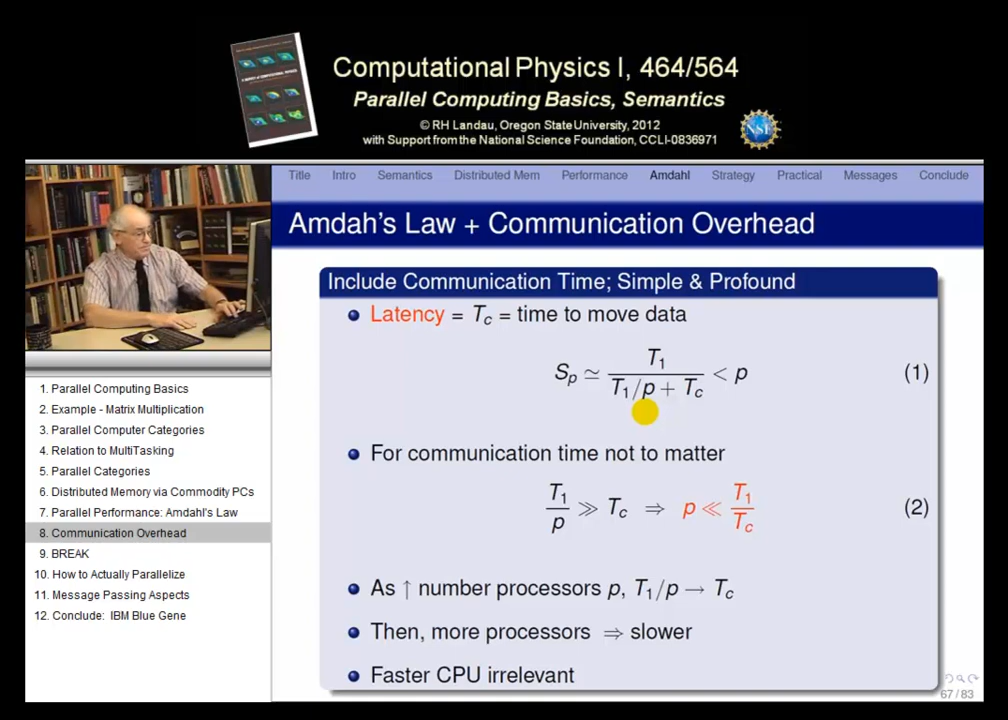 Computational Physics I, 464/564
Parallel Computing Basics, Semantics
© RH Landau, Oregon State University, 2012
with Support from the National Science Foundation, CCLI-0836971
NSF
Title Intro Semantics Distributed Mem Performance Amdahl Strategy Practical Messages Conclude
Amdah's Law + Communication Overhead
Include Communication Time; Simple & Profound
Latency = T_c = time to move data
S_p ≃ T_1 / (T_1/p + T_c) < p (1)
For communication time not to matter
T_1/p ≫ T_c ⇒ p ≪ T_1/T_c (2)
As ↑ number processors p, T_1/p → T_c
Then, more processors ⇒ slower
Faster CPU irrelevant
67 / 83
1. Parallel Computing Basics
2. Example - Matrix Multiplication
3. Parallel Computer Categories
4. Relation to MultiTasking
5. Parallel Categories
6. Distributed Memory via Commodity PCs
7. Parallel Performance: Amdahl's Law
8. Communication Overhead
9. BREAK
10. How to Actually Parallelize
11. Message Passing Aspects
12. Conclude: IBM Blue Gene